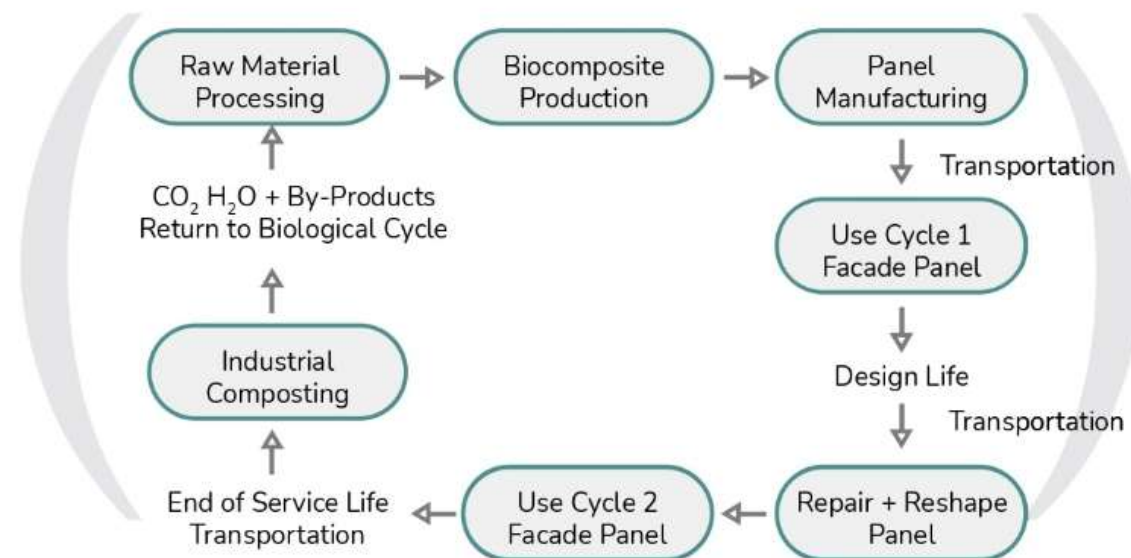 Raw Material
Processing
Biocomposite
Production
Panel
Manufacturing
Transportation
Use Cycle 1
Facade Panel
Design Life
Transportation
Repair + Reshape
Panel
Use Cycle 2
Facade Panel
End of Service Life
Transportation
Industrial
Composting
CO₂ H₂O + By-Products
Return to Biological Cycle